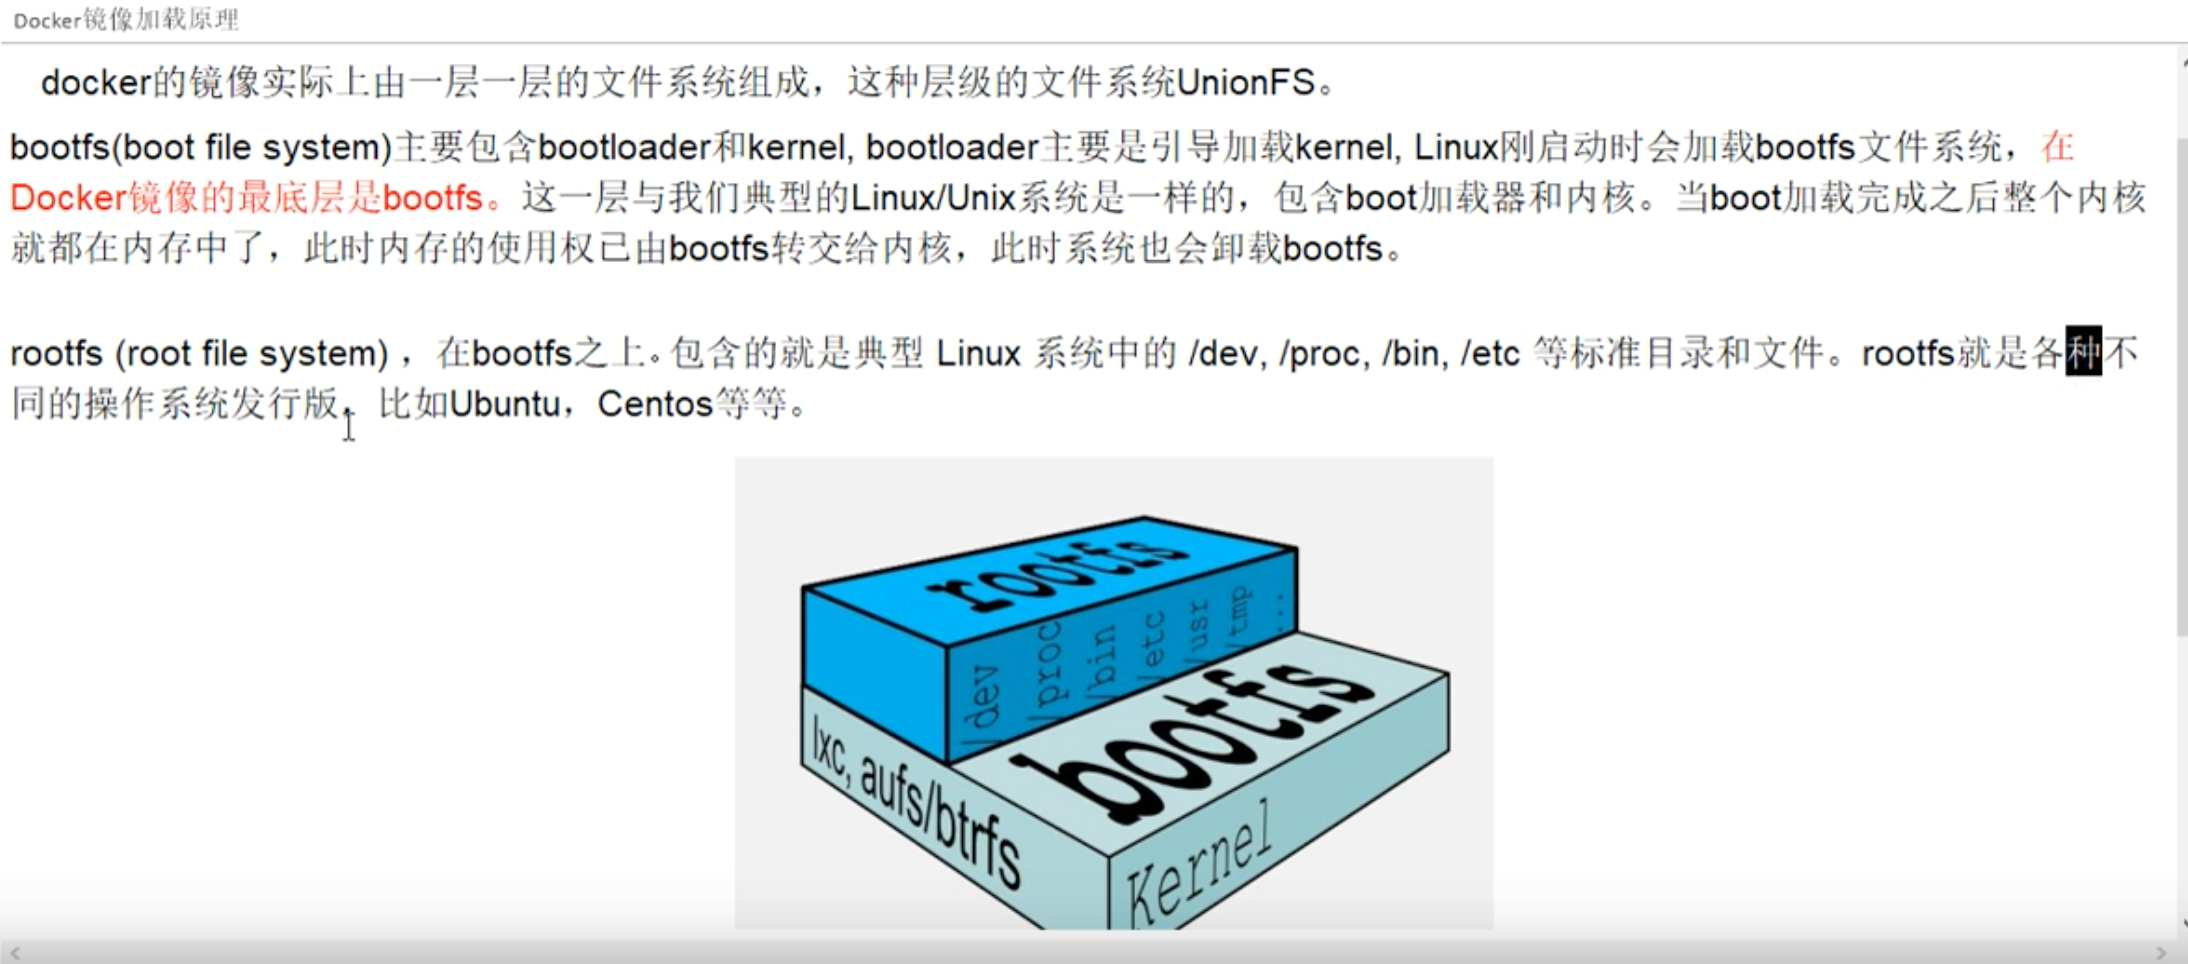 Docker镜像加载原理
docker的镜像实际上由一层一层的文件系统组成，这种层级的文件系统UnionFS。
bootfs(boot file system)主要包含bootloader和kernel, bootloader主要是引导加载kernel, Linux刚启动时会加载bootfs文件系统，在
Docker镜像的最底层是bootfs。这一层与我们典型的Linux/Unix系统是一样的，包含boot加载器和内核。当boot加载完成之后整个内核
就都在内存中了，此时内存的使用权已由bootfs转交给内核，此时系统也会卸载bootfs。
rootfs (root file system) ，在bootfs之上。包含的就是典型 Linux 系统中的 /dev, /proc, /bin, /etc 等标准目录和文件。rootfs就是各种不
同的操作系统发行版，比如Ubuntu，Centos等等。
rootfs
/dev
/proc
/bin
/etc
/usr
/tmp
...
bootfs
lxc, aufs/btrfs
Kernel